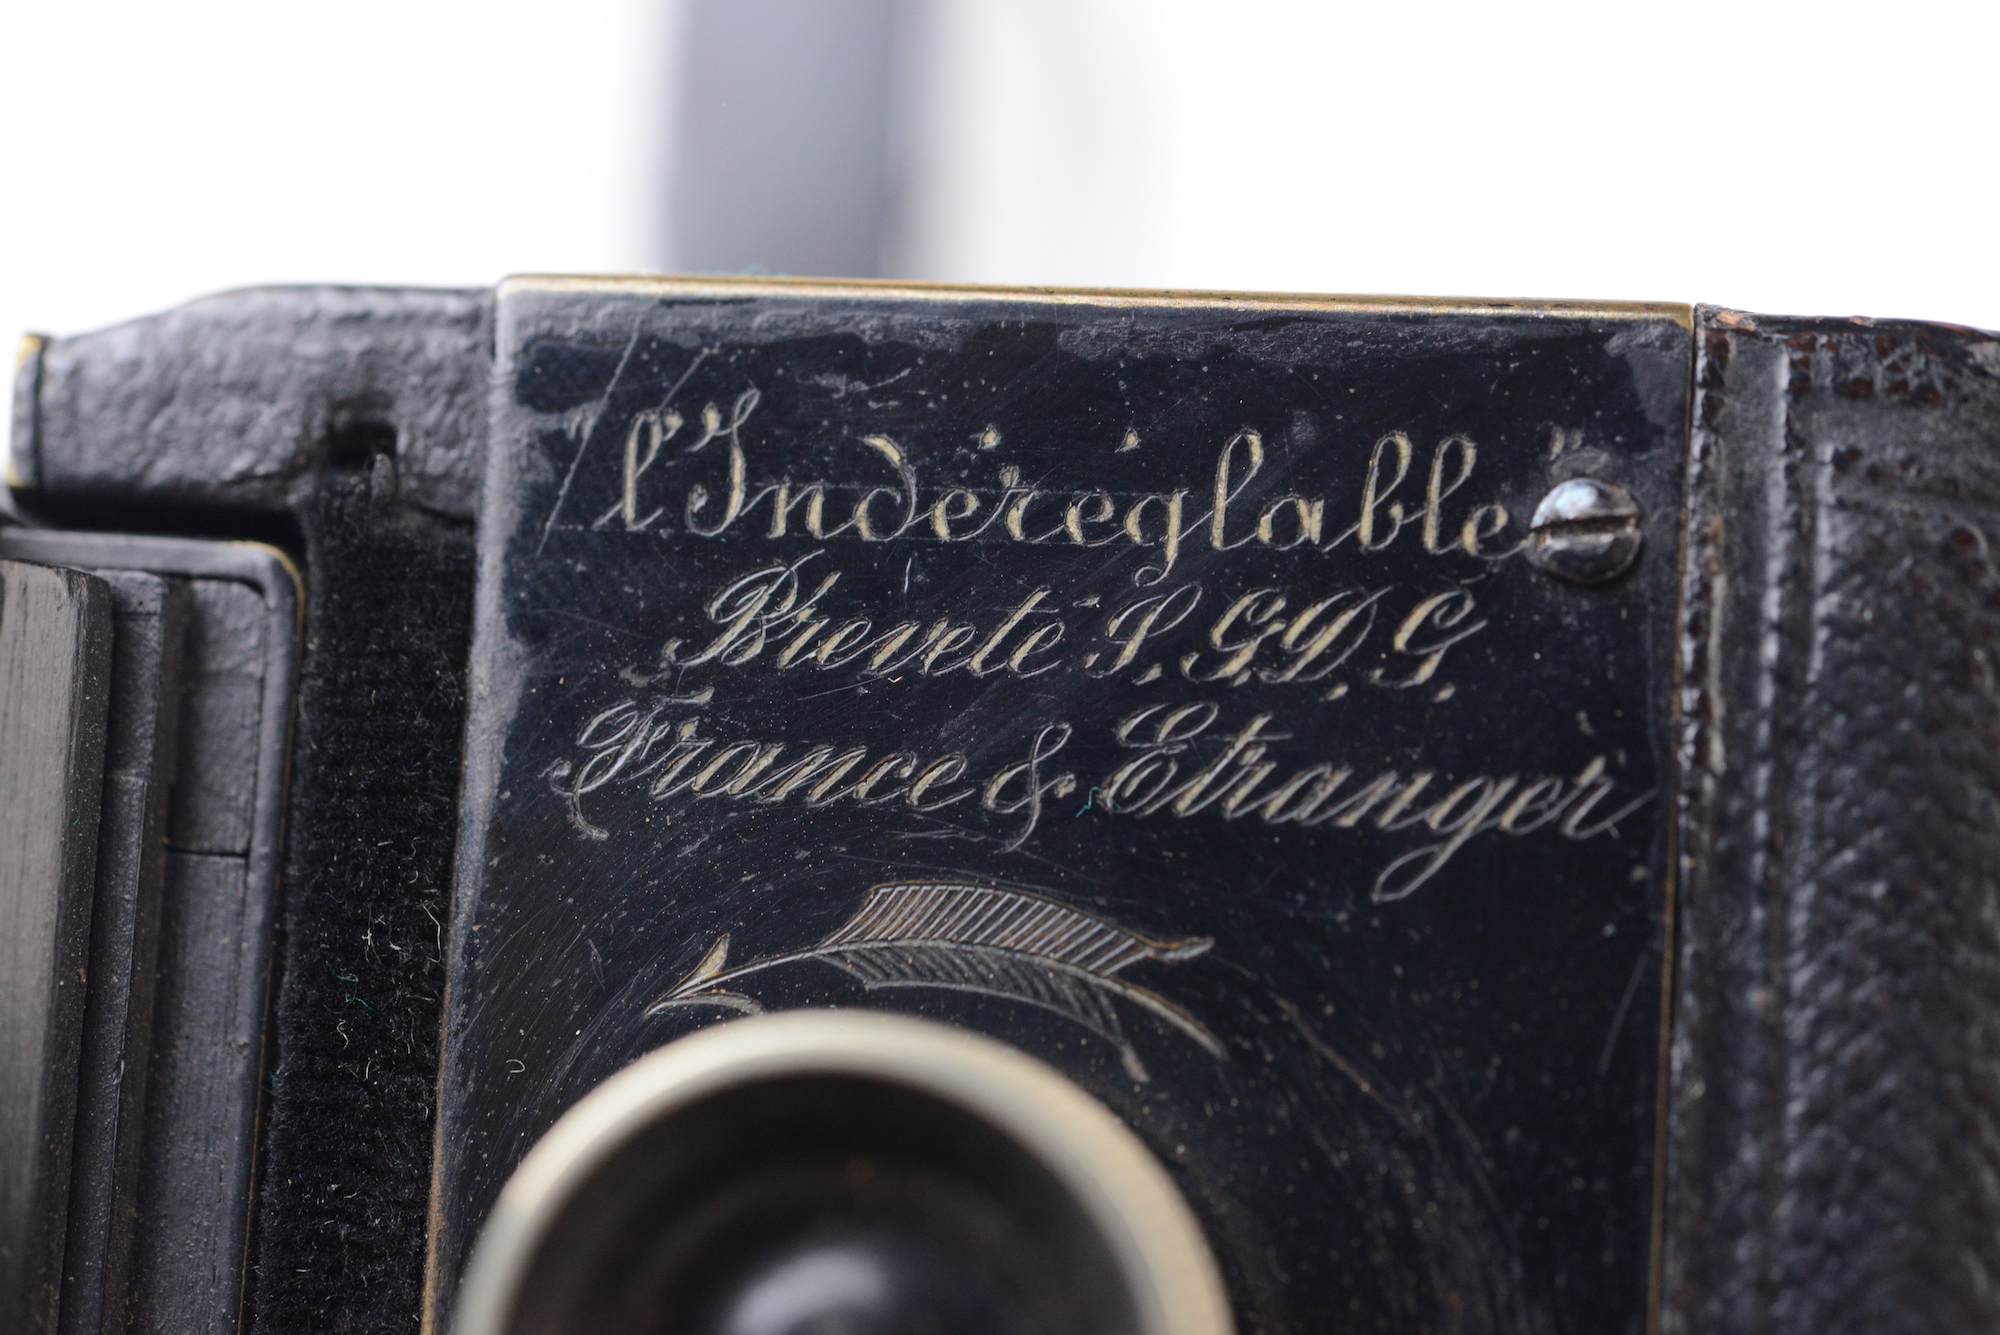 "l'Indéréglable"
Breveté S.G.D.G.
France & Etranger